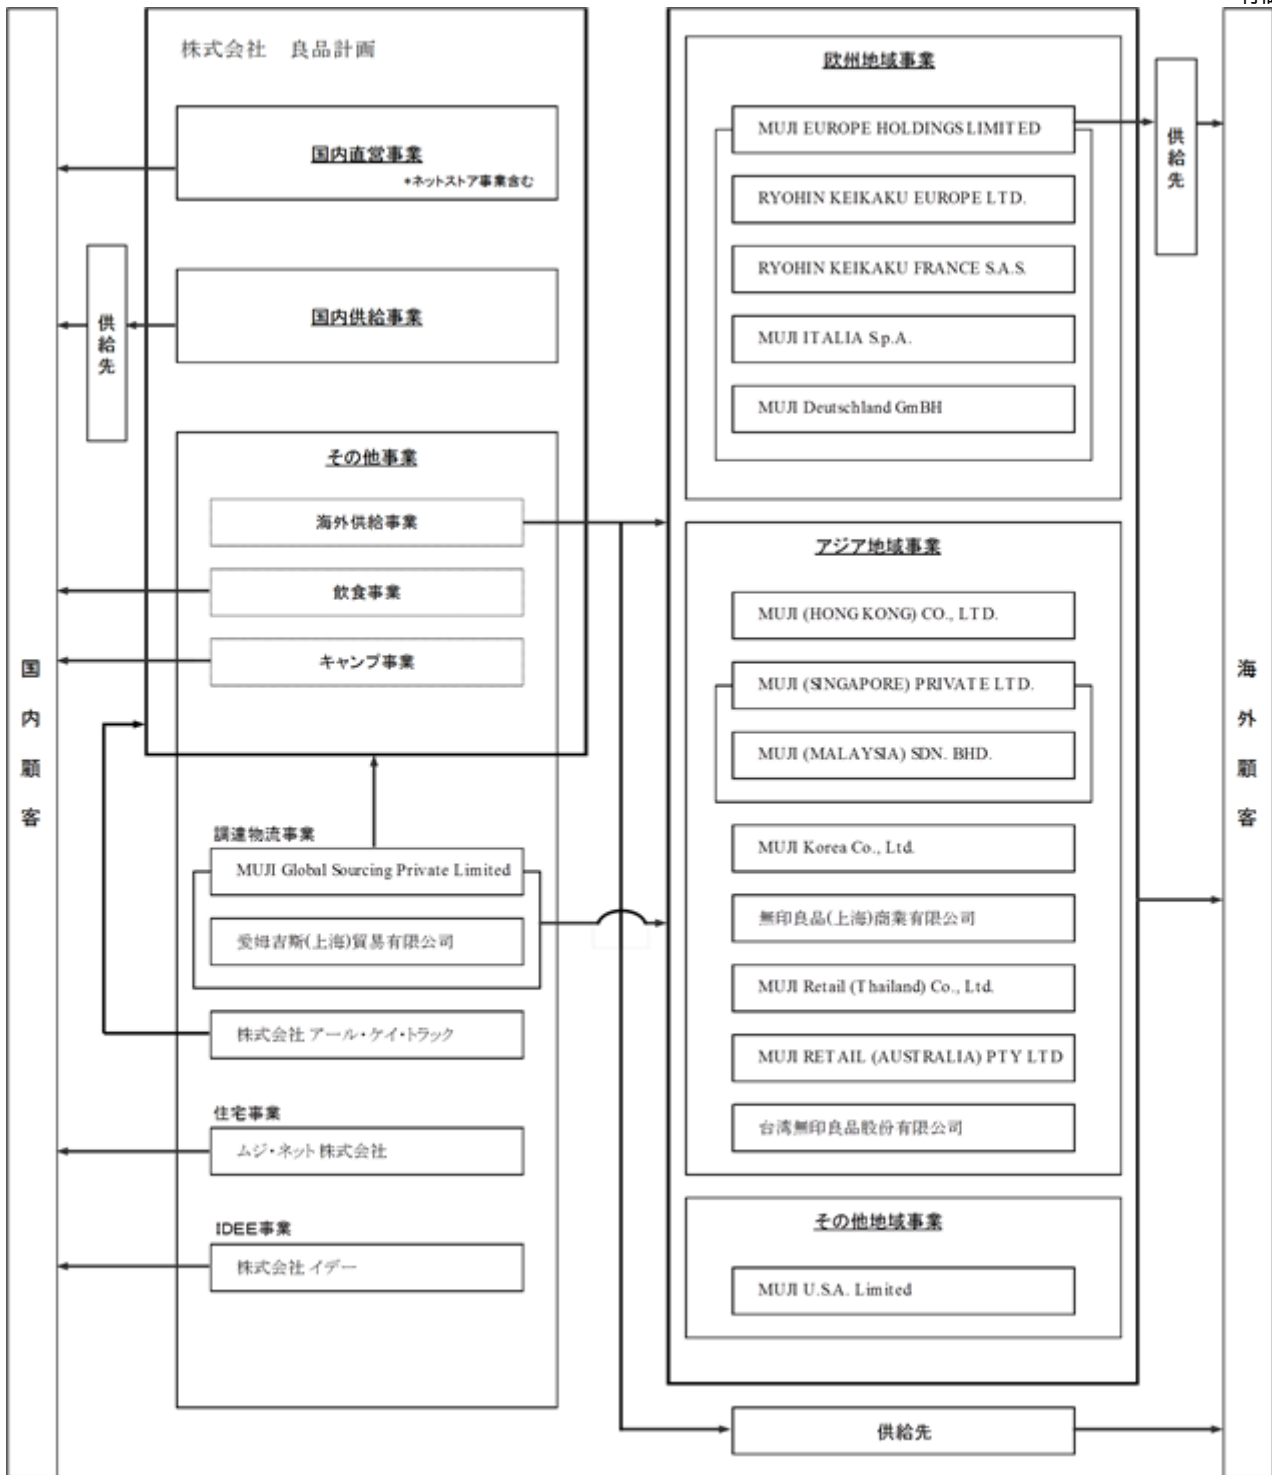 株式会社 良品計画
国内直営事業
*ネットストア事業含む
国内供給事業
供給先
その他事業
海外供給事業
飲食事業
キャンプ事業
国内顧客
調達物流事業
MUJI Global Sourcing Private Limited
愛姆吉斯(上海)貿易有限公司
株式会社 アール・ケイ・トラック
住宅事業
ムジ・ネット 株式会社
IDEE事業
株式会社 イデー
欧州地域事業
MUJI EUROPE HOLDINGS LIMITED
RYOHIN KEIKAKU EUROPE LTD.
RYOHIN KEIKAKU FRANCE S.A.S.
MUJI ITALIA S.p.A.
MUJI Deutschland GmBH
供給先
アジア地域事業
MUJI (HONG KONG) CO., LTD.
MUJI (SINGAPORE) PRIVATE LTD.
MUJI (MALAYSIA) SDN. BHD.
MUJI Korea Co., Ltd.
無印良品(上海)商業有限公司
MUJI Retail (Thailand) Co., Ltd.
MUJI RETAIL (AUSTRALIA) PTY LTD
台湾無印良品股份有限公司
その他地域事業
MUJI U.S.A. Limited
供給先
海外顧客